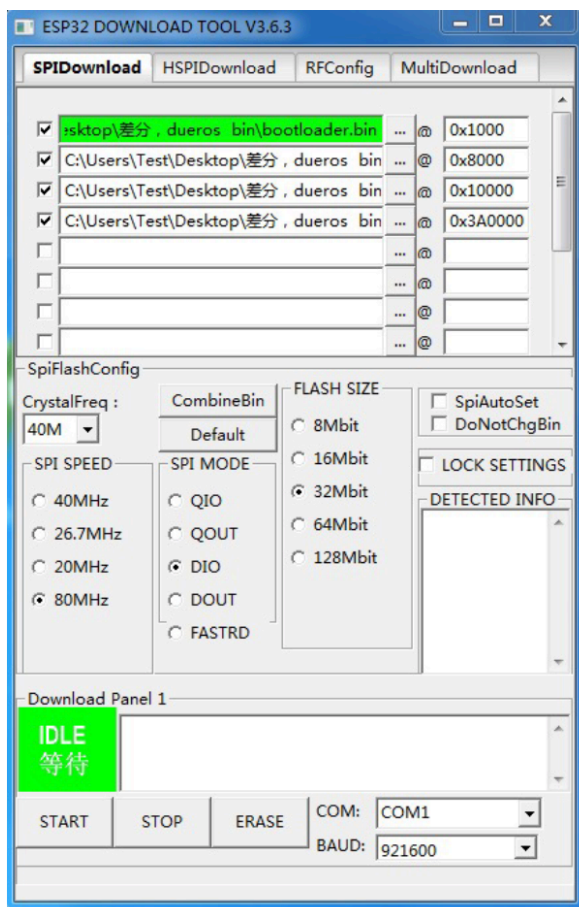 ESP32 DOWNLOAD TOOL V3.6.3
SPIDownload HSPIDownload RFConfig MultiDownload
sktop\差分，dueros bin\bootloader.bin ... @ 0x1000
C:\Users\Test\Desktop\差分，dueros bin ... @ 0x8000
C:\Users\Test\Desktop\差分，dueros bin ... @ 0x10000
C:\Users\Test\Desktop\差分，dueros bin ... @ 0x3A0000
... @
... @
... @
... @
SpiFlashConfig
CrystalFreq :
40M
CombineBin
Default
SPI SPEED
40MHz
26.7MHz
20MHz
80MHz
SPI MODE
QIO
QOUT
DIO
DOUT
FASTRD
FLASH SIZE
8Mbit
16Mbit
32Mbit
64Mbit
128Mbit
SpiAutoSet
DoNotChgBin
LOCK SETTINGS
DETECTED INFO
Download Panel 1
IDLE
等待
START STOP ERASE
COM: COM1
BAUD: 921600